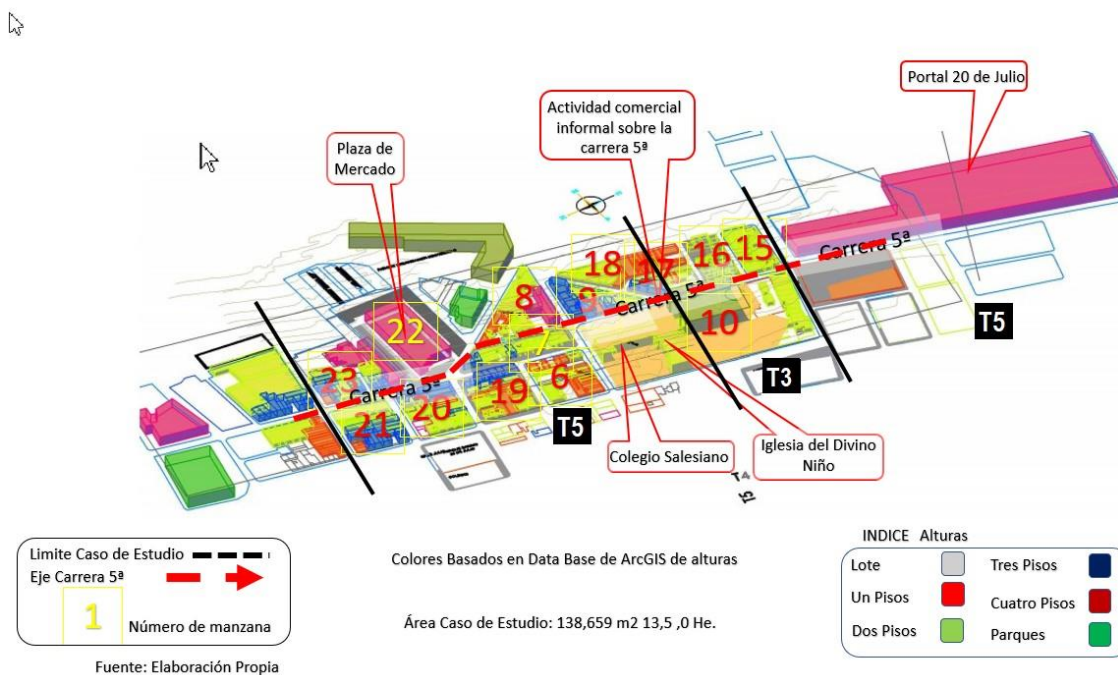 Portal 20 de Julio
Actividad comercial
informal sobre la
carrera 5ª
Plaza de
Mercado
18
17
16
15
Carrera 5ª
8
9
Carrera 5ª
22
7
10
T5
23
Carrera 5ª
19
6
T3
21
20
T5
Colegio Salesiano
Iglesia del Divino
Niño
T4
T5
Limite Caso de Estudio
Eje Carrera 5ª
1
Número de manzana
Fuente: Elaboración Propia
Colores Basados en Data Base de ArcGIS de alturas
Área Caso de Estudio: 138,659 m2 13,5 ,0 He.
INDICE Alturas
Lote
Tres Pisos
Un Pisos
Cuatro Pisos
Dos Pisos
Parques